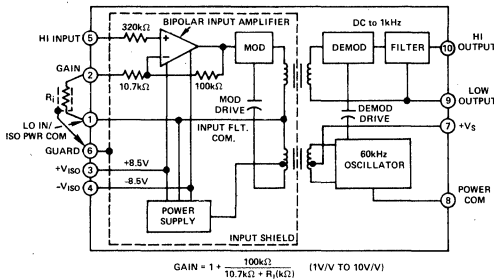 BIPOLAR INPUT AMPLIFIER
DC to 1kHz
320kΩ
HI INPUT 5
MOD
DEMOD
FILTER
10 HI OUTPUT
GAIN 2
10.7kΩ
100kΩ
MOD DRIVE
DEMOD DRIVE
9 LOW OUTPUT
Ri
1
LO IN/ ISO PWR COM
INPUT FLT. COM.
7 +VS
GUARD 6
+VISO 3
+8.5V
60kHz OSCILLATOR
-VISO 4
-8.5V
8 POWER COM
POWER SUPPLY
INPUT SHIELD
GAIN = 1 + 100kΩ / 10.7kΩ + Ri(kΩ) (1V/V TO 10V/V)